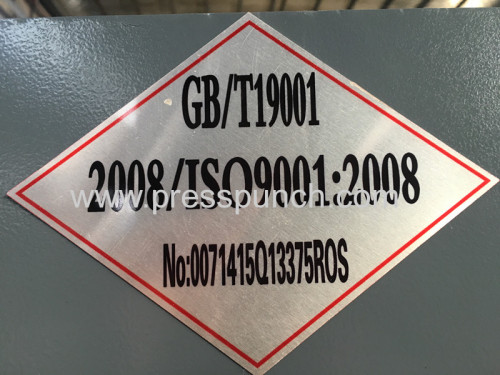 GB/T19001
2008/ISO9001:2008
www.presspunch.com
No:0071415Q13375ROS